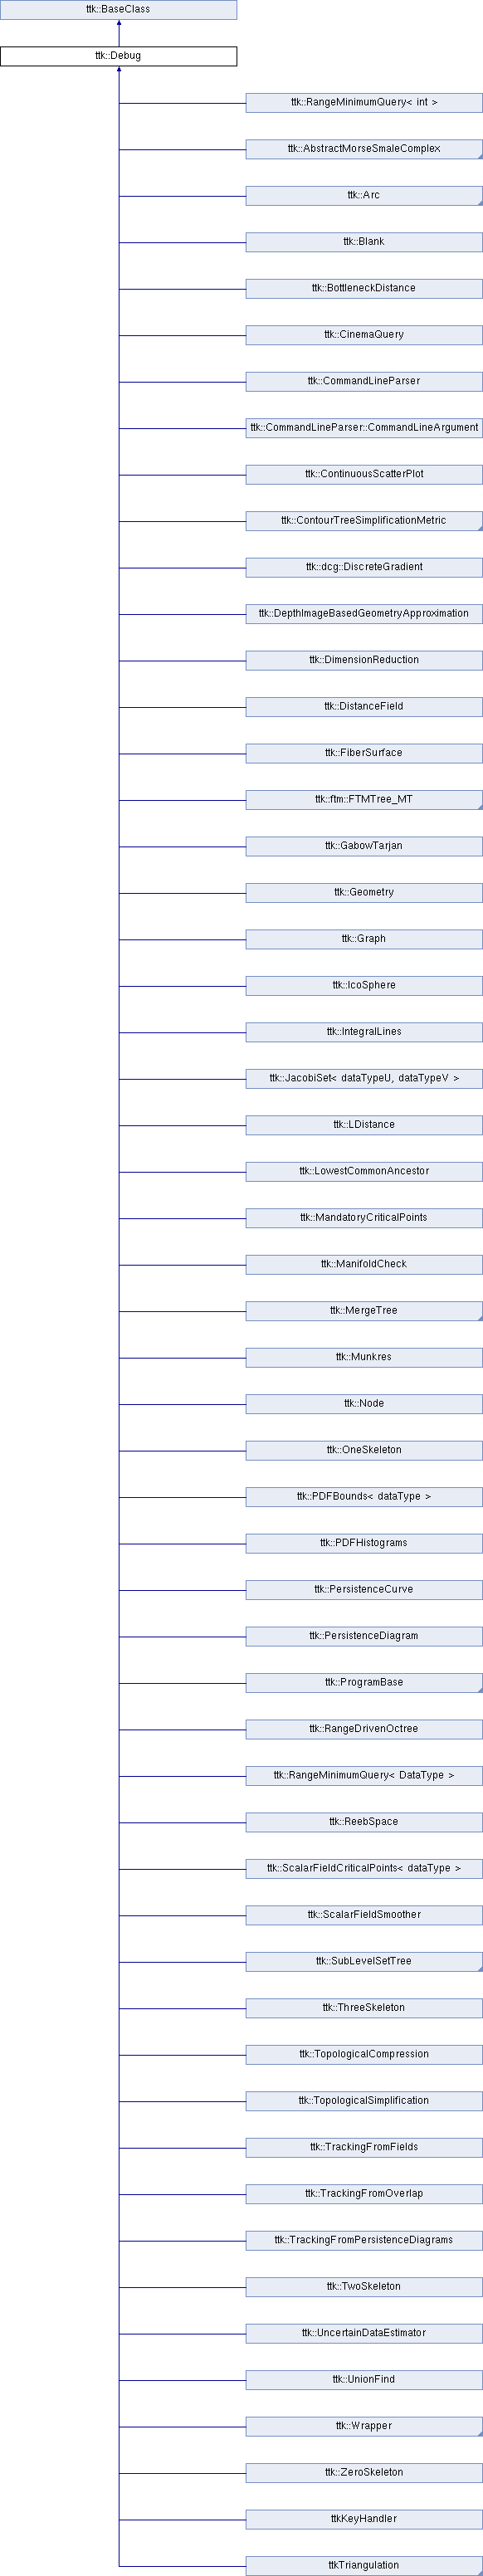 ttk::BaseClass
ttk::Debug
ttk::RangeMinimumQuery< int >
ttk::AbstractMorseSmaleComplex
ttk::Arc
ttk::Blank
ttk::BottleneckDistance
ttk::CinemaQuery
ttk::CommandLineParser
ttk::CommandLineParser::CommandLineArgument
ttk::ContinuousScatterPlot
ttk::ContourTreeSimplificationMetric
ttk::dcg::DiscreteGradient
ttk::DepthImageBasedGeometryApproximation
ttk::DimensionReduction
ttk::DistanceField
ttk::FiberSurface
ttk::ftm::FTMTree_MT
ttk::GabowTarjan
ttk::Geometry
ttk::Graph
ttk::IcoSphere
ttk::IntegralLines
ttk::JacobiSet< dataTypeU, dataTypeV >
ttk::LDistance
ttk::LowestCommonAncestor
ttk::MandatoryCriticalPoints
ttk::ManifoldCheck
ttk::MergeTree
ttk::Munkres
ttk::Node
ttk::OneSkeleton
ttk::PDFBounds< dataType >
ttk::PDFHistograms
ttk::PersistenceCurve
ttk::PersistenceDiagram
ttk::ProgramBase
ttk::RangeDrivenOctree
ttk::RangeMinimumQuery< DataType >
ttk::ReebSpace
ttk::ScalarFieldCriticalPoints< dataType >
ttk::ScalarFieldSmoother
ttk::SubLevelSetTree
ttk::ThreeSkeleton
ttk::TopologicalCompression
ttk::TopologicalSimplification
ttk::TrackingFromFields
ttk::TrackingFromOverlap
ttk::TrackingFromPersistenceDiagrams
ttk::TwoSkeleton
ttk::UncertainDataEstimator
ttk::UnionFind
ttk::Wrapper
ttk::ZeroSkeleton
ttkKeyHandler
ttkTriangulation